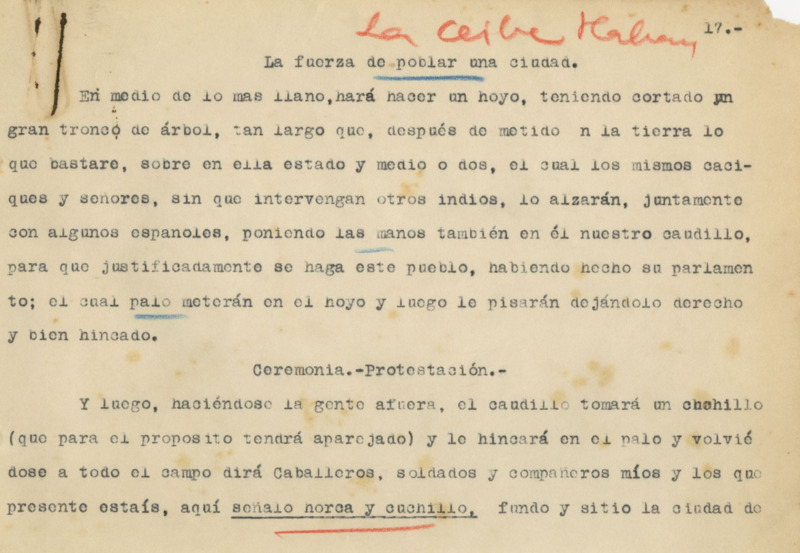 La Ceiba Habana
17.-
La fuerza de poblar una ciudad.
En medio de lo mas llano,hará hacer un hoyo, teniendo cortado un
gran tronco de árbol, tan largo que, después de metido n la tierra lo
que bastare, sobre en ella estado y medio o dos, el cual los mismos caci-
ques y señores, sin que intervengan otros indios, lo alzarán, juntamente
con algunos espanoles, poniendo las manos también en él nuestro caudillo,
para que justificadamente se haga este pueblo, habiendo hecho su parlamen
to; el cual palo meterán en el hoyo y luego le pisarán dejándolo derecho
y bien hincado.
Ceremonia.-Protestación.-
Y luego, haciéndose la gente afuera, el caudillo tomará un cuchillo
(que para el proposito tendrá aparejado) y le hincará en el palo y volvié
dose a todo el campo dirá Caballeros, soldados y compañeros míos y los que
presente estaís, aquí señalo horca y cuchillo, fundo y sitio la ciudad de